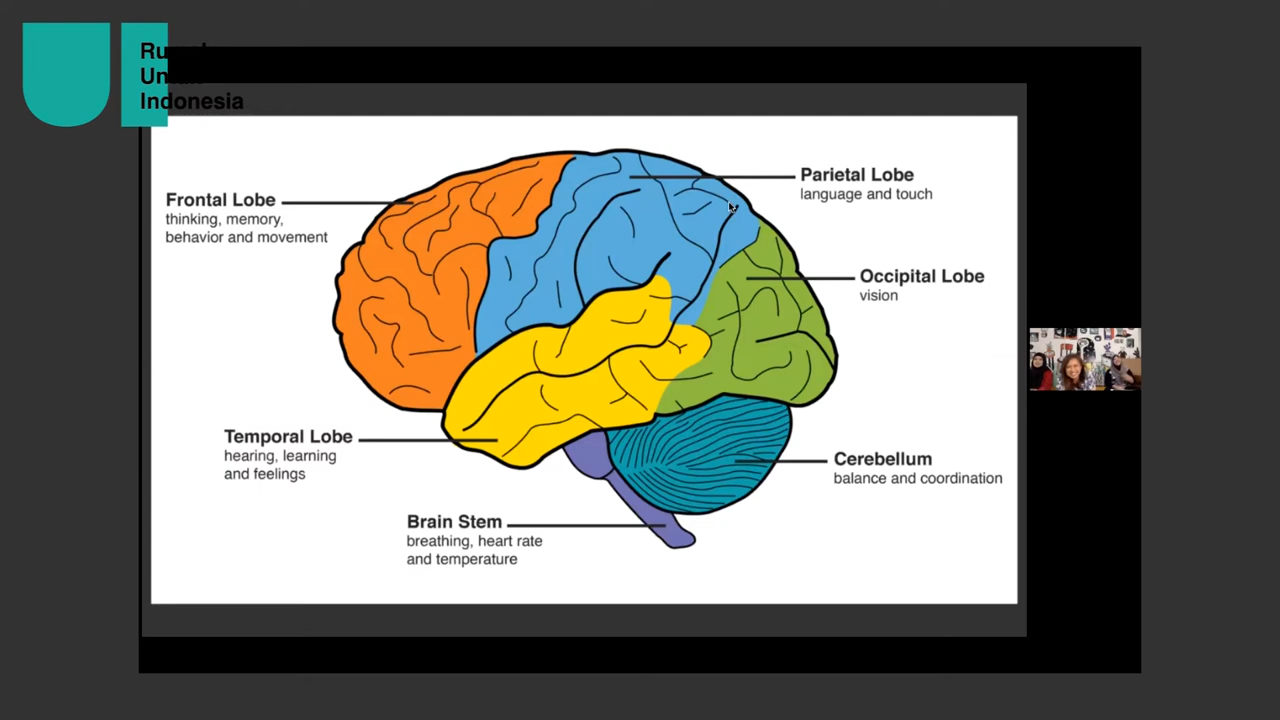 Indonesia
Frontal Lobe
thinking, memory,
behavior and movement
Parietal Lobe
language and touch
Occipital Lobe
vision
Temporal Lobe
hearing, learning
and feelings
Cerebellum
balance and coordination
Brain Stem
breathing, heart rate
and temperature